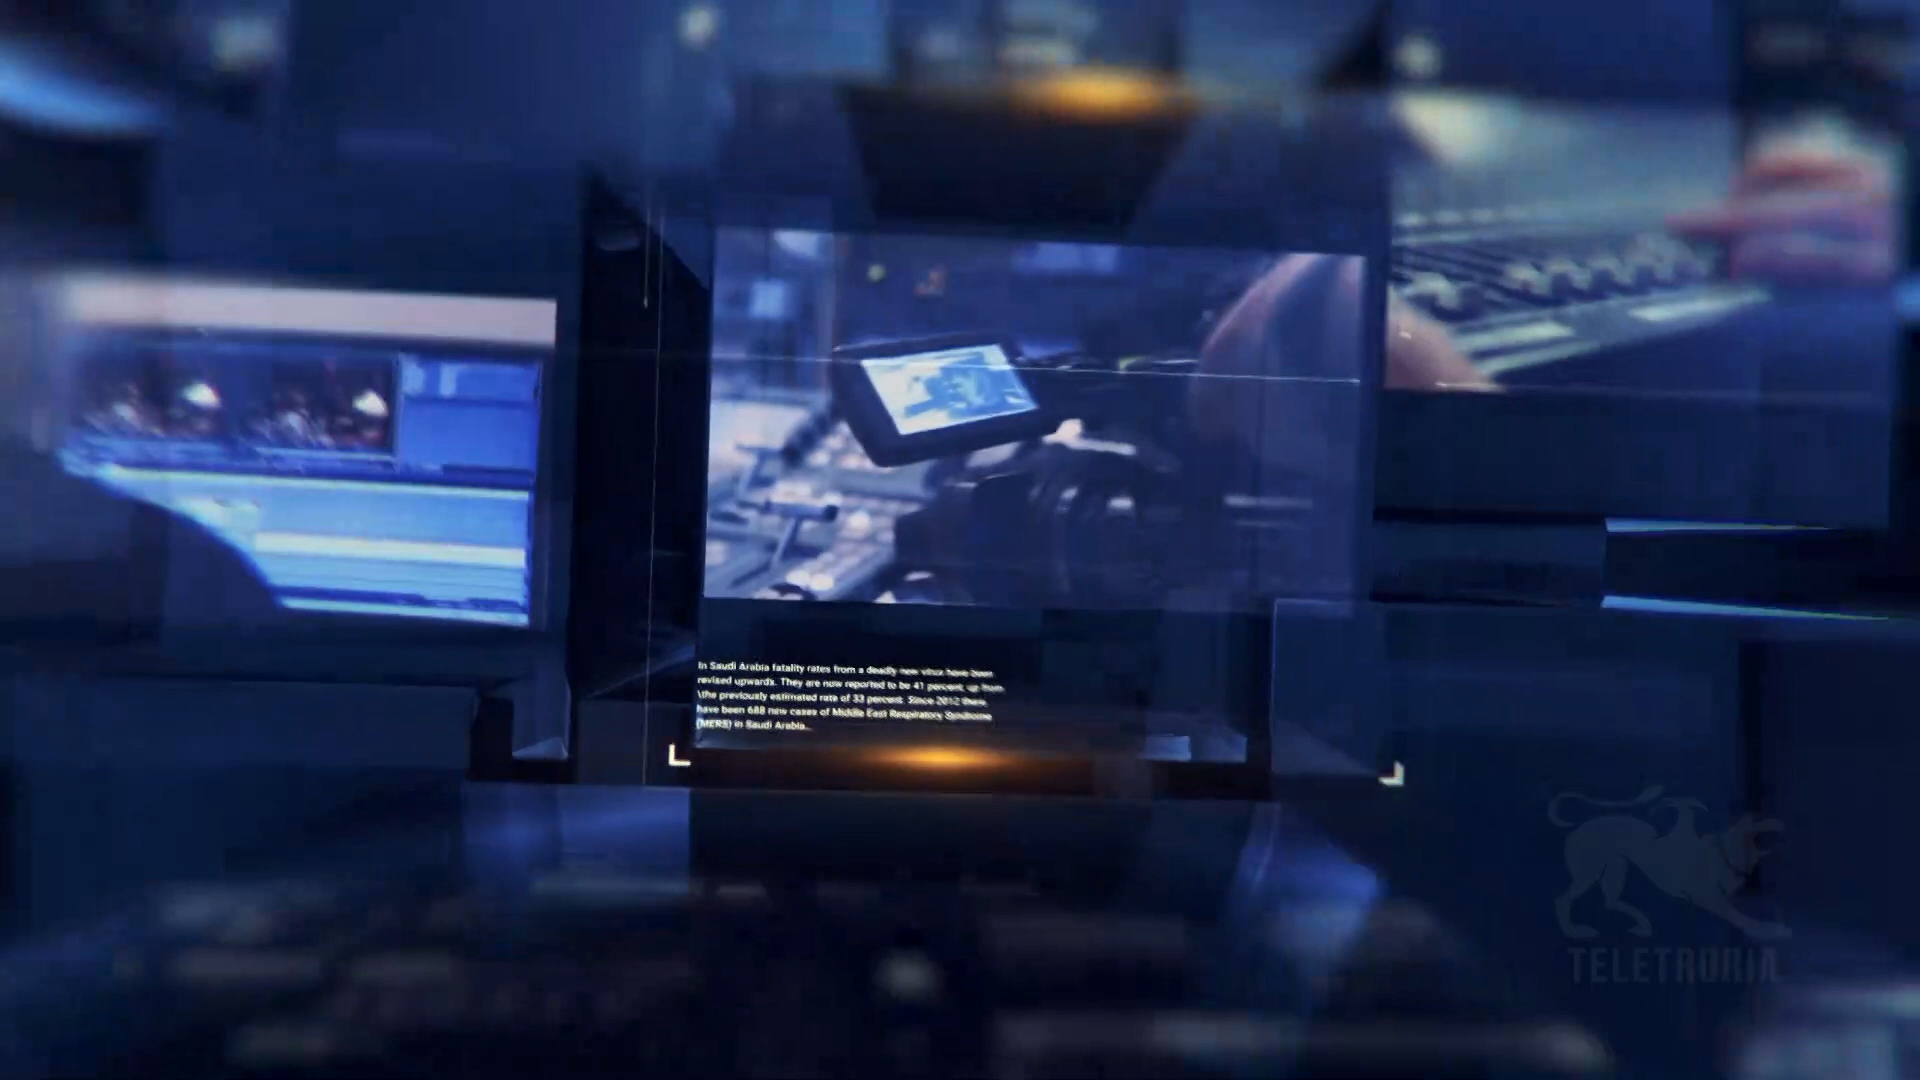 In Saudi Arabia fatality rates from a deadly new virus have been
revised upwards. They are now reported to be 41 percent, up from
\the previously estimated rate of 33 percent. Since 2012 there
have been 688 new cases of Middle East Respiratory Syndrome
(MERS) in Saudi Arabia..
TELETRORIA